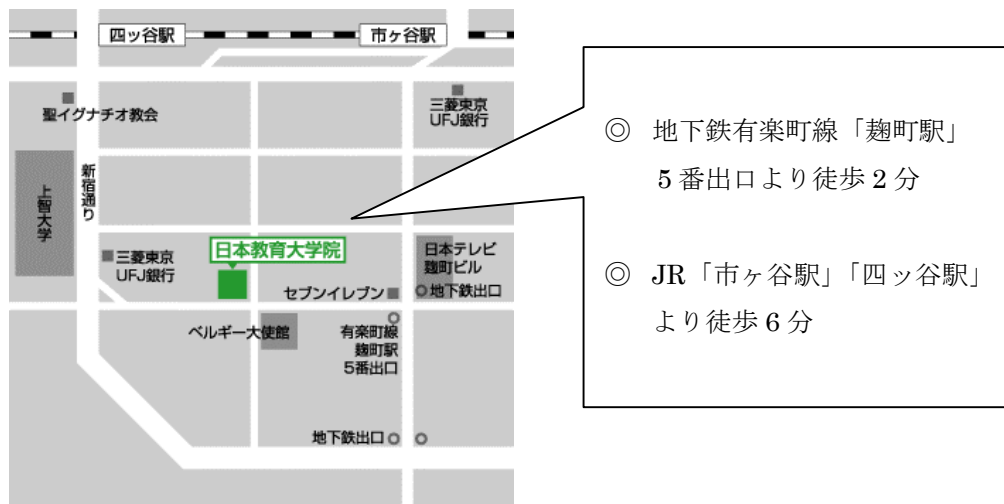 四ッ谷駅
市ヶ谷駅
聖イグナチオ教会
三菱東京
UFJ銀行
上智大学
新宿通り
三菱東京
UFJ銀行
日本教育大学院
日本テレビ
麹町ビル
セブンイレブン
地下鉄出口
ベルギー大使館
有楽町線
麹町駅
5番出口
地下鉄出口
◎ 地下鉄有楽町線「麹町駅」
5番出口より徒歩2分
◎ JR「市ヶ谷駅」「四ッ谷駅」
より徒歩6分